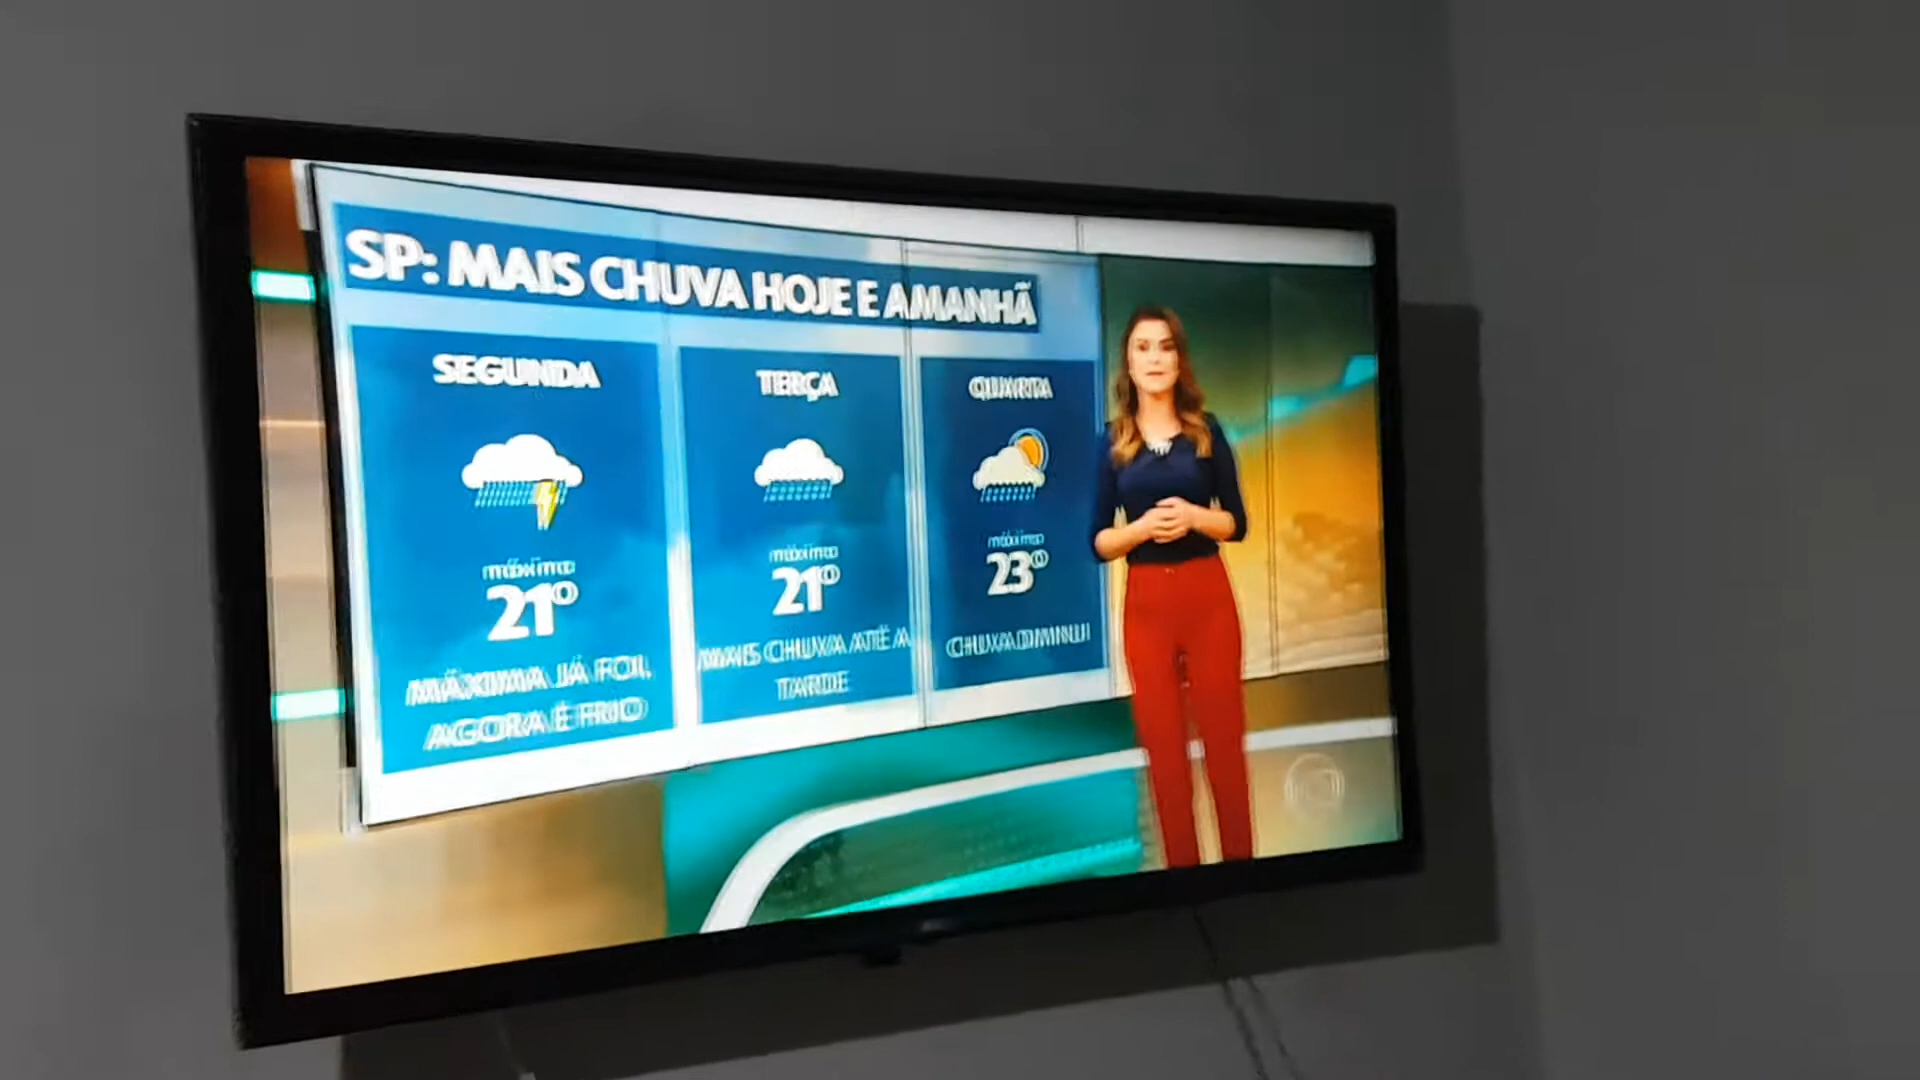 SP: MAIS CHUVA HOJE E AMANHÃ
SEGUNDA
máxima
21º
MÁXIMA JÁ FOI,
AGORA É FRIO
TERÇA
máxima
21º
MAIS CHUVA ATÉ A
TARDE
QUARTA
máxima
23º
CHUVA DIMINUI